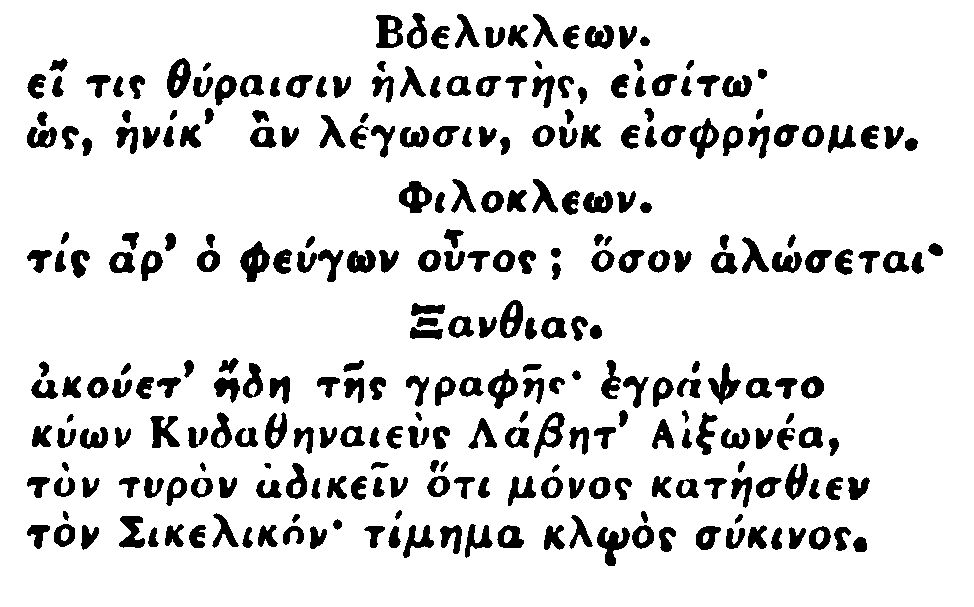 Βδελυκλεων.
εἴ τις θύραισιν ἡλιαστὴς, εἰσίτω·
ὡς, ἡνίκ’ ἂν λέγωσιν, οὐκ εἰσφρήσομεν.
Φιλοκλεων.
τίς ἆρ’ ὁ φεύγων οὗτος; ὅσον ἁλώσεται·
Ξανθιας.
ἀκούετ’ ἤδη τῆς γραφῆς· ἐγράψατο
κύων Κυδαθηναιεὺς Λάβητ’ Αἰξωνέα,
τὸν τυρὸν ἀδικεῖν ὅτι μόνος κατήσθιεν
τὸν Σικελικόν· τίμημα κλῳὸς σύκινος.